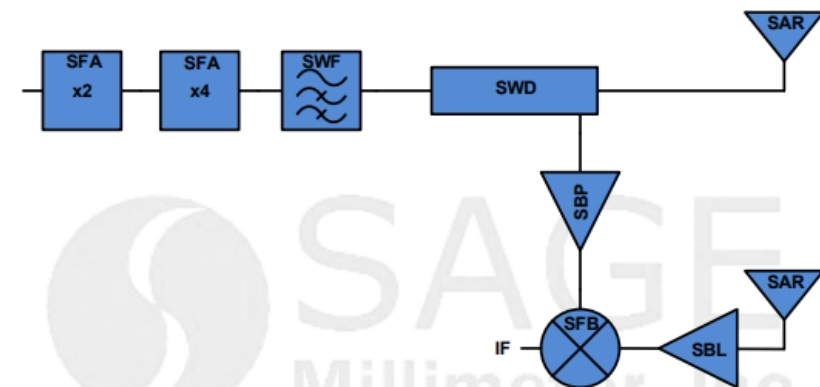 SAR
SFA
x2
SFA
x4
SWF
SWD
SBP
SAGE
SAR
SFB
IF
SBL
Millimeter, Inc